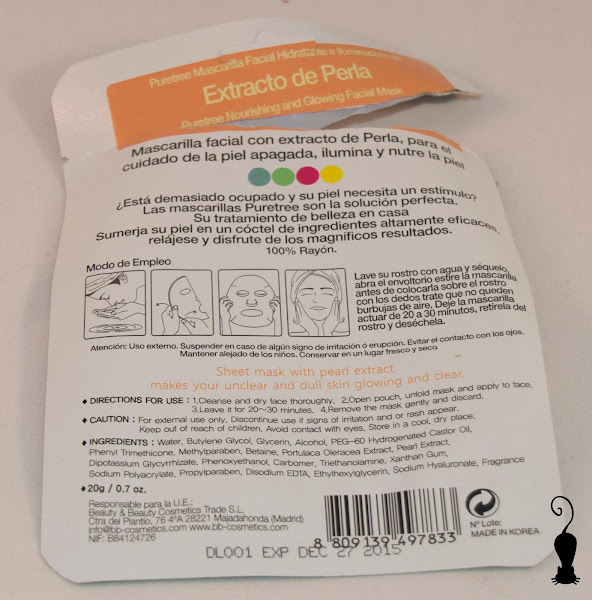 Puretree Mascarilla Facial Hidratante e Iluminadora de
Extracto de Perla
Puretree Nourishing and Glowing Facial Mask
Mascarilla facial con extracto de Perla, para el
cuidado de la piel apagada, ilumina y nutre la piel
¿Está demasiado ocupado y su piel necesita un estímulo?
Las mascarillas Puretree son la solución perfecta.
Su tratamiento de belleza en casa
Sumerja su piel en un cóctel de ingredientes altamente eficaces,
relájese y disfrute de los magníficos resultados.
100% Rayón.
Modo de Empleo
Lave su rostro con agua y séquelo,
abra el envoltorio estire la mascarilla
antes de colocarla sobre el rostro
con los dedos trate que no queden
burbujas de aire. Deje la mascarilla
actuar de 20 a 30 minutos, retírela del
rostro y deséchela.
Atención: Uso externo. Suspender en caso de algún signo de irritación ó erupción. Evitar el contacto con los ojos.
Mantener alejado de los niños. Conservar en un lugar fresco y seco.
Sheet mask with pearl extract,
makes your unclear and dull skin glowing and clear.
♦ DIRECTIONS FOR USE : 1.Cleanse and dry face thoroughly. 2.Open pouch, unfold mask and apply to face.
3.Leave it for 20~30 minutes. 4.Remove the mask gently and discard.
♦ CAUTION : For external use only, Discontinue use if signs of irritation and or rash appear.
Keep out of reach of children, Avoid contact with eyes. Store in a cool, dry place.
♦ INGREDIENTS : Water, Butylene Glycol, Glycerin, Alcohol, PEG-60 Hydrogenated Castor Oil,
Phenyl Trimethicone, Methylparaben, Betaine, Portulaca Oleracea Extract, Pearl Extract,
Dipotassium Glycyrrhizate, Phenoxyethanol, Carbomer, Triethanolamine, Xanthan Gum,
Sodium Polyacrylate, Propylparaben, Disodium EDTA, Ethylhexylglycerin, Sodium Hyaluronate, Fragrance
♦ 20g / 0.7 oz.
Responsable para la U.E.:
Beauty & Beauty Cosmetics Trade S.L.
Ctra del Plantio, 76 4ºA 28221 Majadahonda (Madrid)
info@bb-cosmetics.com www.bb-cosmetics.com
NIF: B84124726
8 809139 497833
Nº Lote:
MADE IN KOREA
DL001 EXP DEC 27 2015